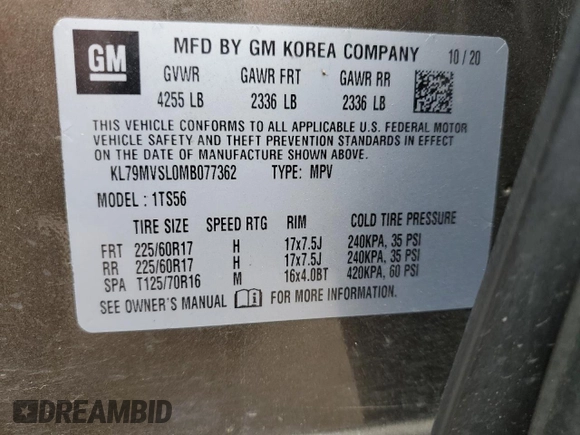 GM MFD BY GM KOREA COMPANY 10/20
GVWR GAWR FRT GAWR RR
4255 LB 2336 LB 2336 LB
THIS VEHICLE CONFORMS TO ALL APPLICABLE U.S. FEDERAL MOTOR
VEHICLE SAFETY AND THEFT PREVENTION STANDARDS IN EFFECT
ON THE DATE OF MANUFACTURE SHOWN ABOVE.
KL79MVSL0MB077362 TYPE: MPV
MODEL: 1TS56
TIRE SIZE SPEED RTG RIM COLD TIRE PRESSURE
FRT 225/60R17 H 17x7.5J 240KPA, 35 PSI
RR 225/60R17 H 17x7.5J 240KPA, 35 PSI
SPA T125/70R16 M 16x4.0BT 420KPA, 60 PSI
SEE OWNER'S MANUAL FOR MORE INFORMATION.
DREAMBID